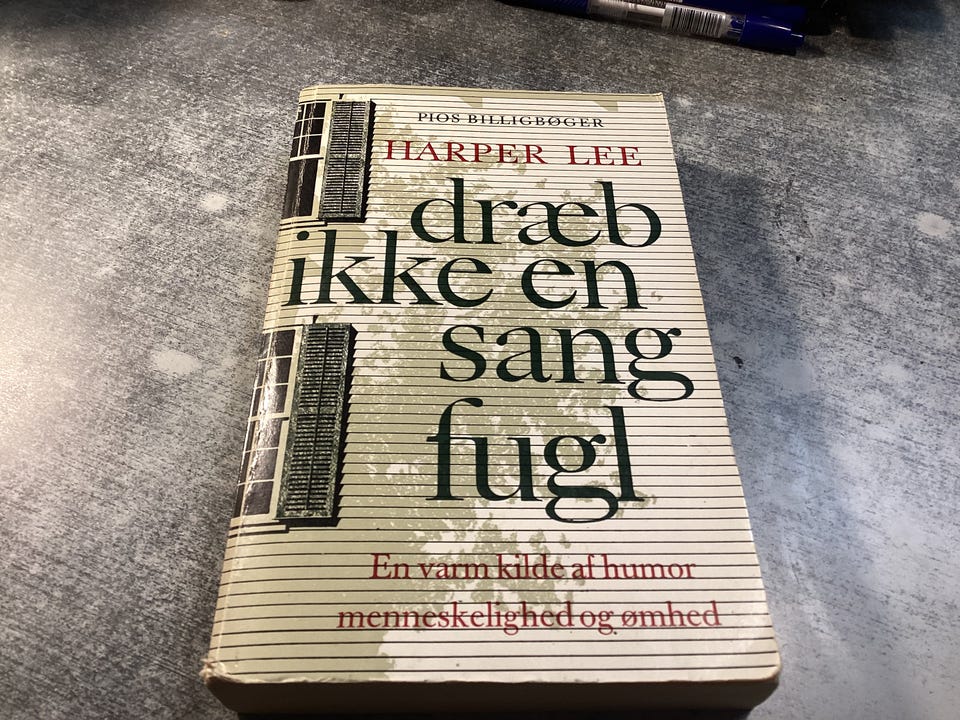 PIOS BILLIGBØGER
HARPER LEE
dræb
ikke en
sang
fugl
En varm kilde af humor
menneskelighed og ømhed